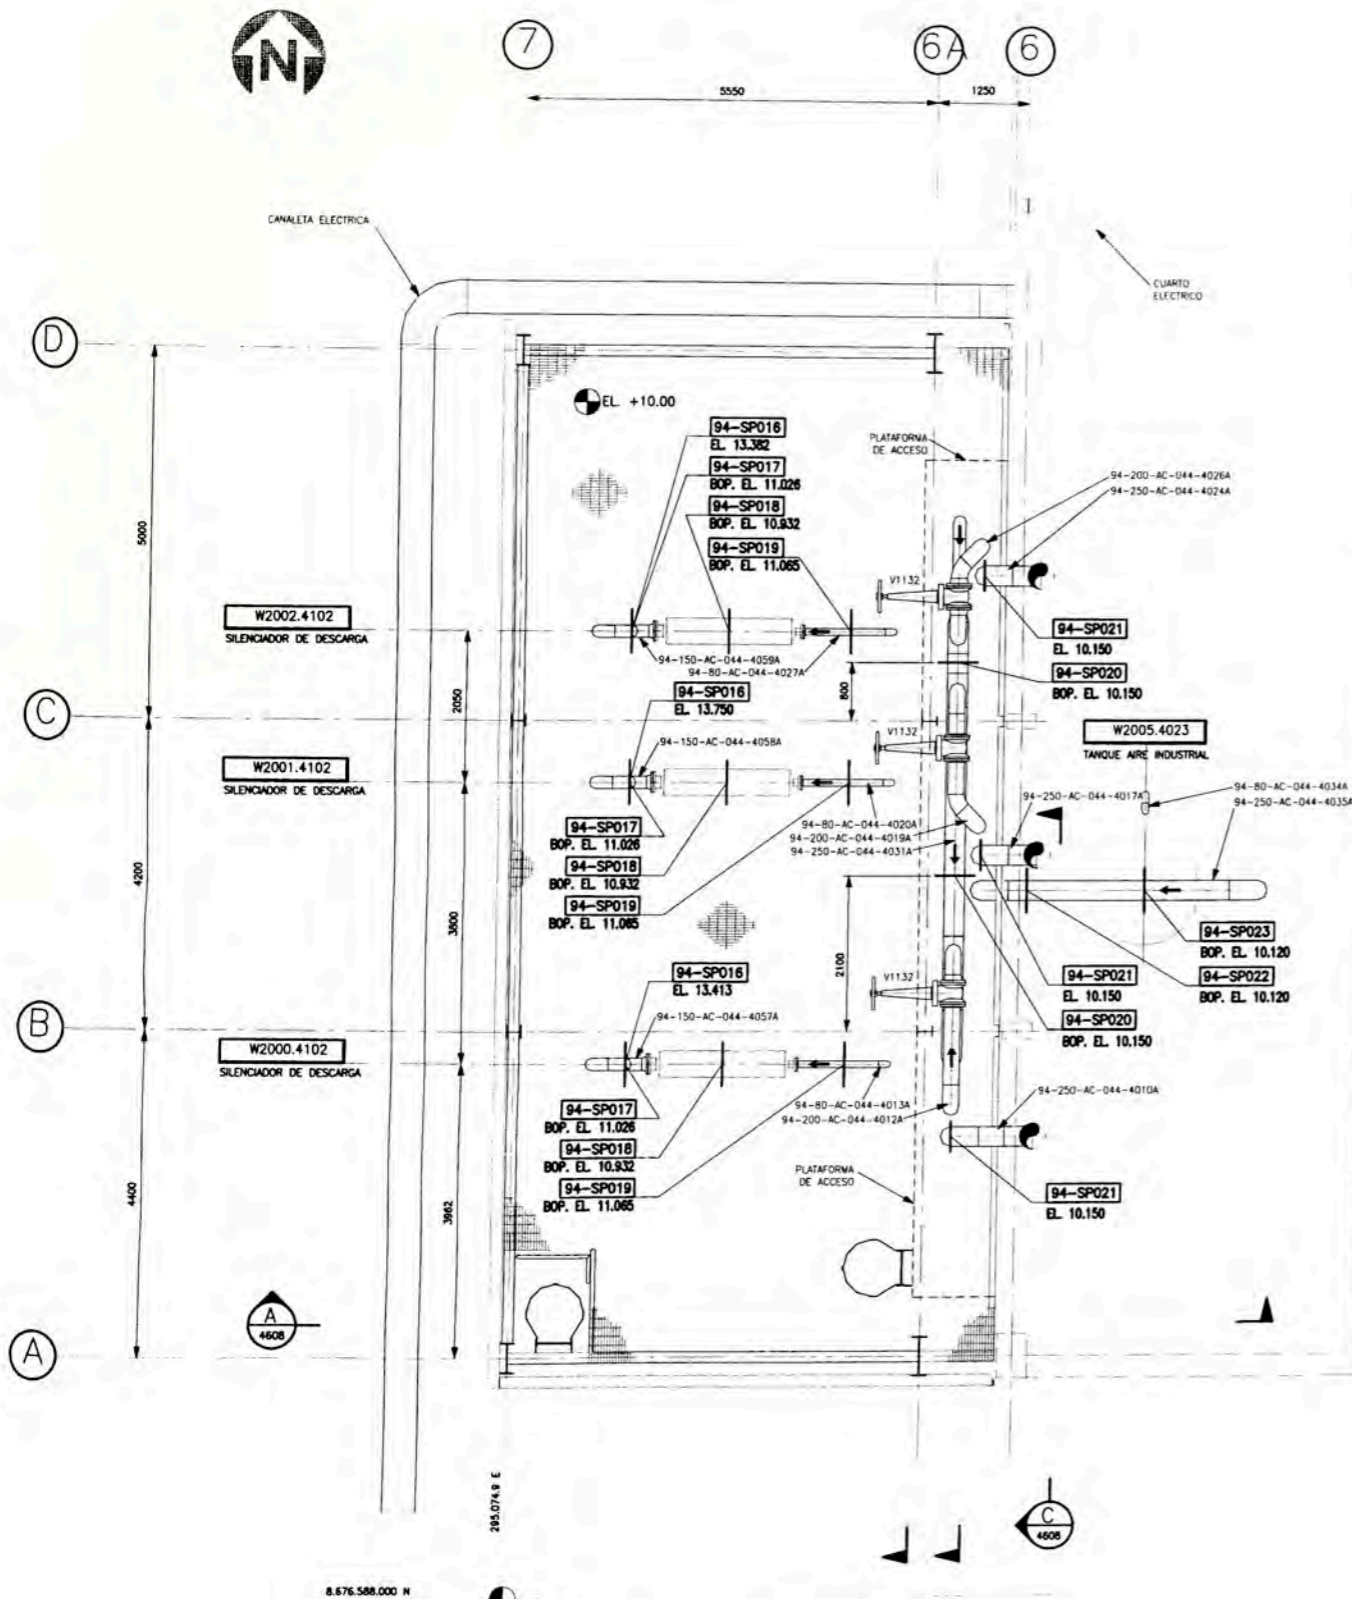 N
7
6A
6
5550
1250
CANALETA ELECTRICA
CUARTO
ELECTRICO
D
EL. +10.00
94-SP016
EL. 13.382
94-SP017
BOP. EL. 11.026
94-SP018
BOP. EL. 10.932
94-SP019
BOP. EL. 11.065
PLATAFORMA
DE ACCESO
94-200-AC-044-4026A
94-250-AC-044-4024A
5000
V1132
W2002.4102
SILENCIADOR DE DESCARGA
94-SP021
EL. 10.150
94-150-AC-044-4059A
94-80-AC-044-4027A
94-SP020
BOP. EL. 10.150
2050
800
94-SP016
EL. 13.750
C
W2005.4023
TANQUE AIRE INDUSTRIAL
94-150-AC-044-4058A
V1132
W2001.4102
SILENCIADOR DE DESCARGA
94-250-AC-044-4017A
94-80-AC-044-4034A
94-250-AC-044-4035A
94-SP017
BOP. EL. 11.026
94-80-AC-044-4020A
94-200-AC-044-4019A
94-250-AC-044-4031A
94-SP018
BOP. EL. 10.932
4200
94-SP019
BOP. EL. 11.065
3800
94-SP023
BOP. EL. 10.120
2100
94-SP016
EL. 13.413
V1132
94-SP021
EL. 10.150
94-SP022
BOP. EL. 10.120
94-SP020
BOP. EL. 10.150
94-150-AC-044-4057A
B
W2000.4102
SILENCIADOR DE DESCARGA
94-SP017
BOP. EL. 11.026
94-80-AC-044-4013A
94-200-AC-044-4012A
94-250-AC-044-4010A
94-SP018
BOP. EL. 10.932
94-SP019
BOP. EL. 11.065
PLATAFORMA
DE ACCESO
94-SP021
EL. 10.150
4400
3962
A
4608
A
295.074.9 E
C
4608
8.676.588.000 N